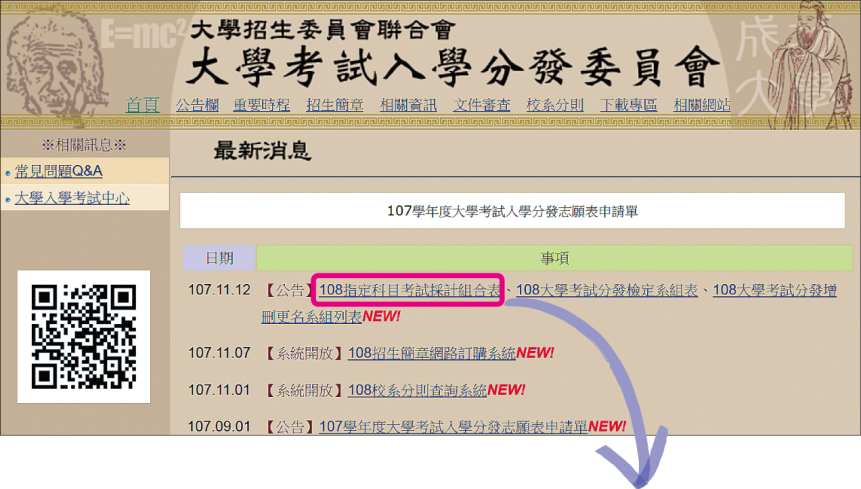 E=mc²
大學招生委員會聯合會
大學考試入學分發委員會
成功
大學
首頁 公告欄 重要時程 招生簡章 相關資訊 文件審查 校系分則 下載專區 相關網站
※相關訊息※
常見問題Q&A
大學入學考試中心
最新消息
107學年度大學考試入學分發志願表申請單
日期 事項
107.11.12 【公告】108指定科目考試採計組合表、108大學考試分發檢定系組表、108大學考試分發增
刪更名系組列表NEW!
107.11.07 【系統開放】108招生簡章網路訂購系統NEW!
107.11.01 【系統開放】108校系分則查詢系統NEW!
107.09.01 【公告】107學年度大學考試入學分發志願表申請單NEW!